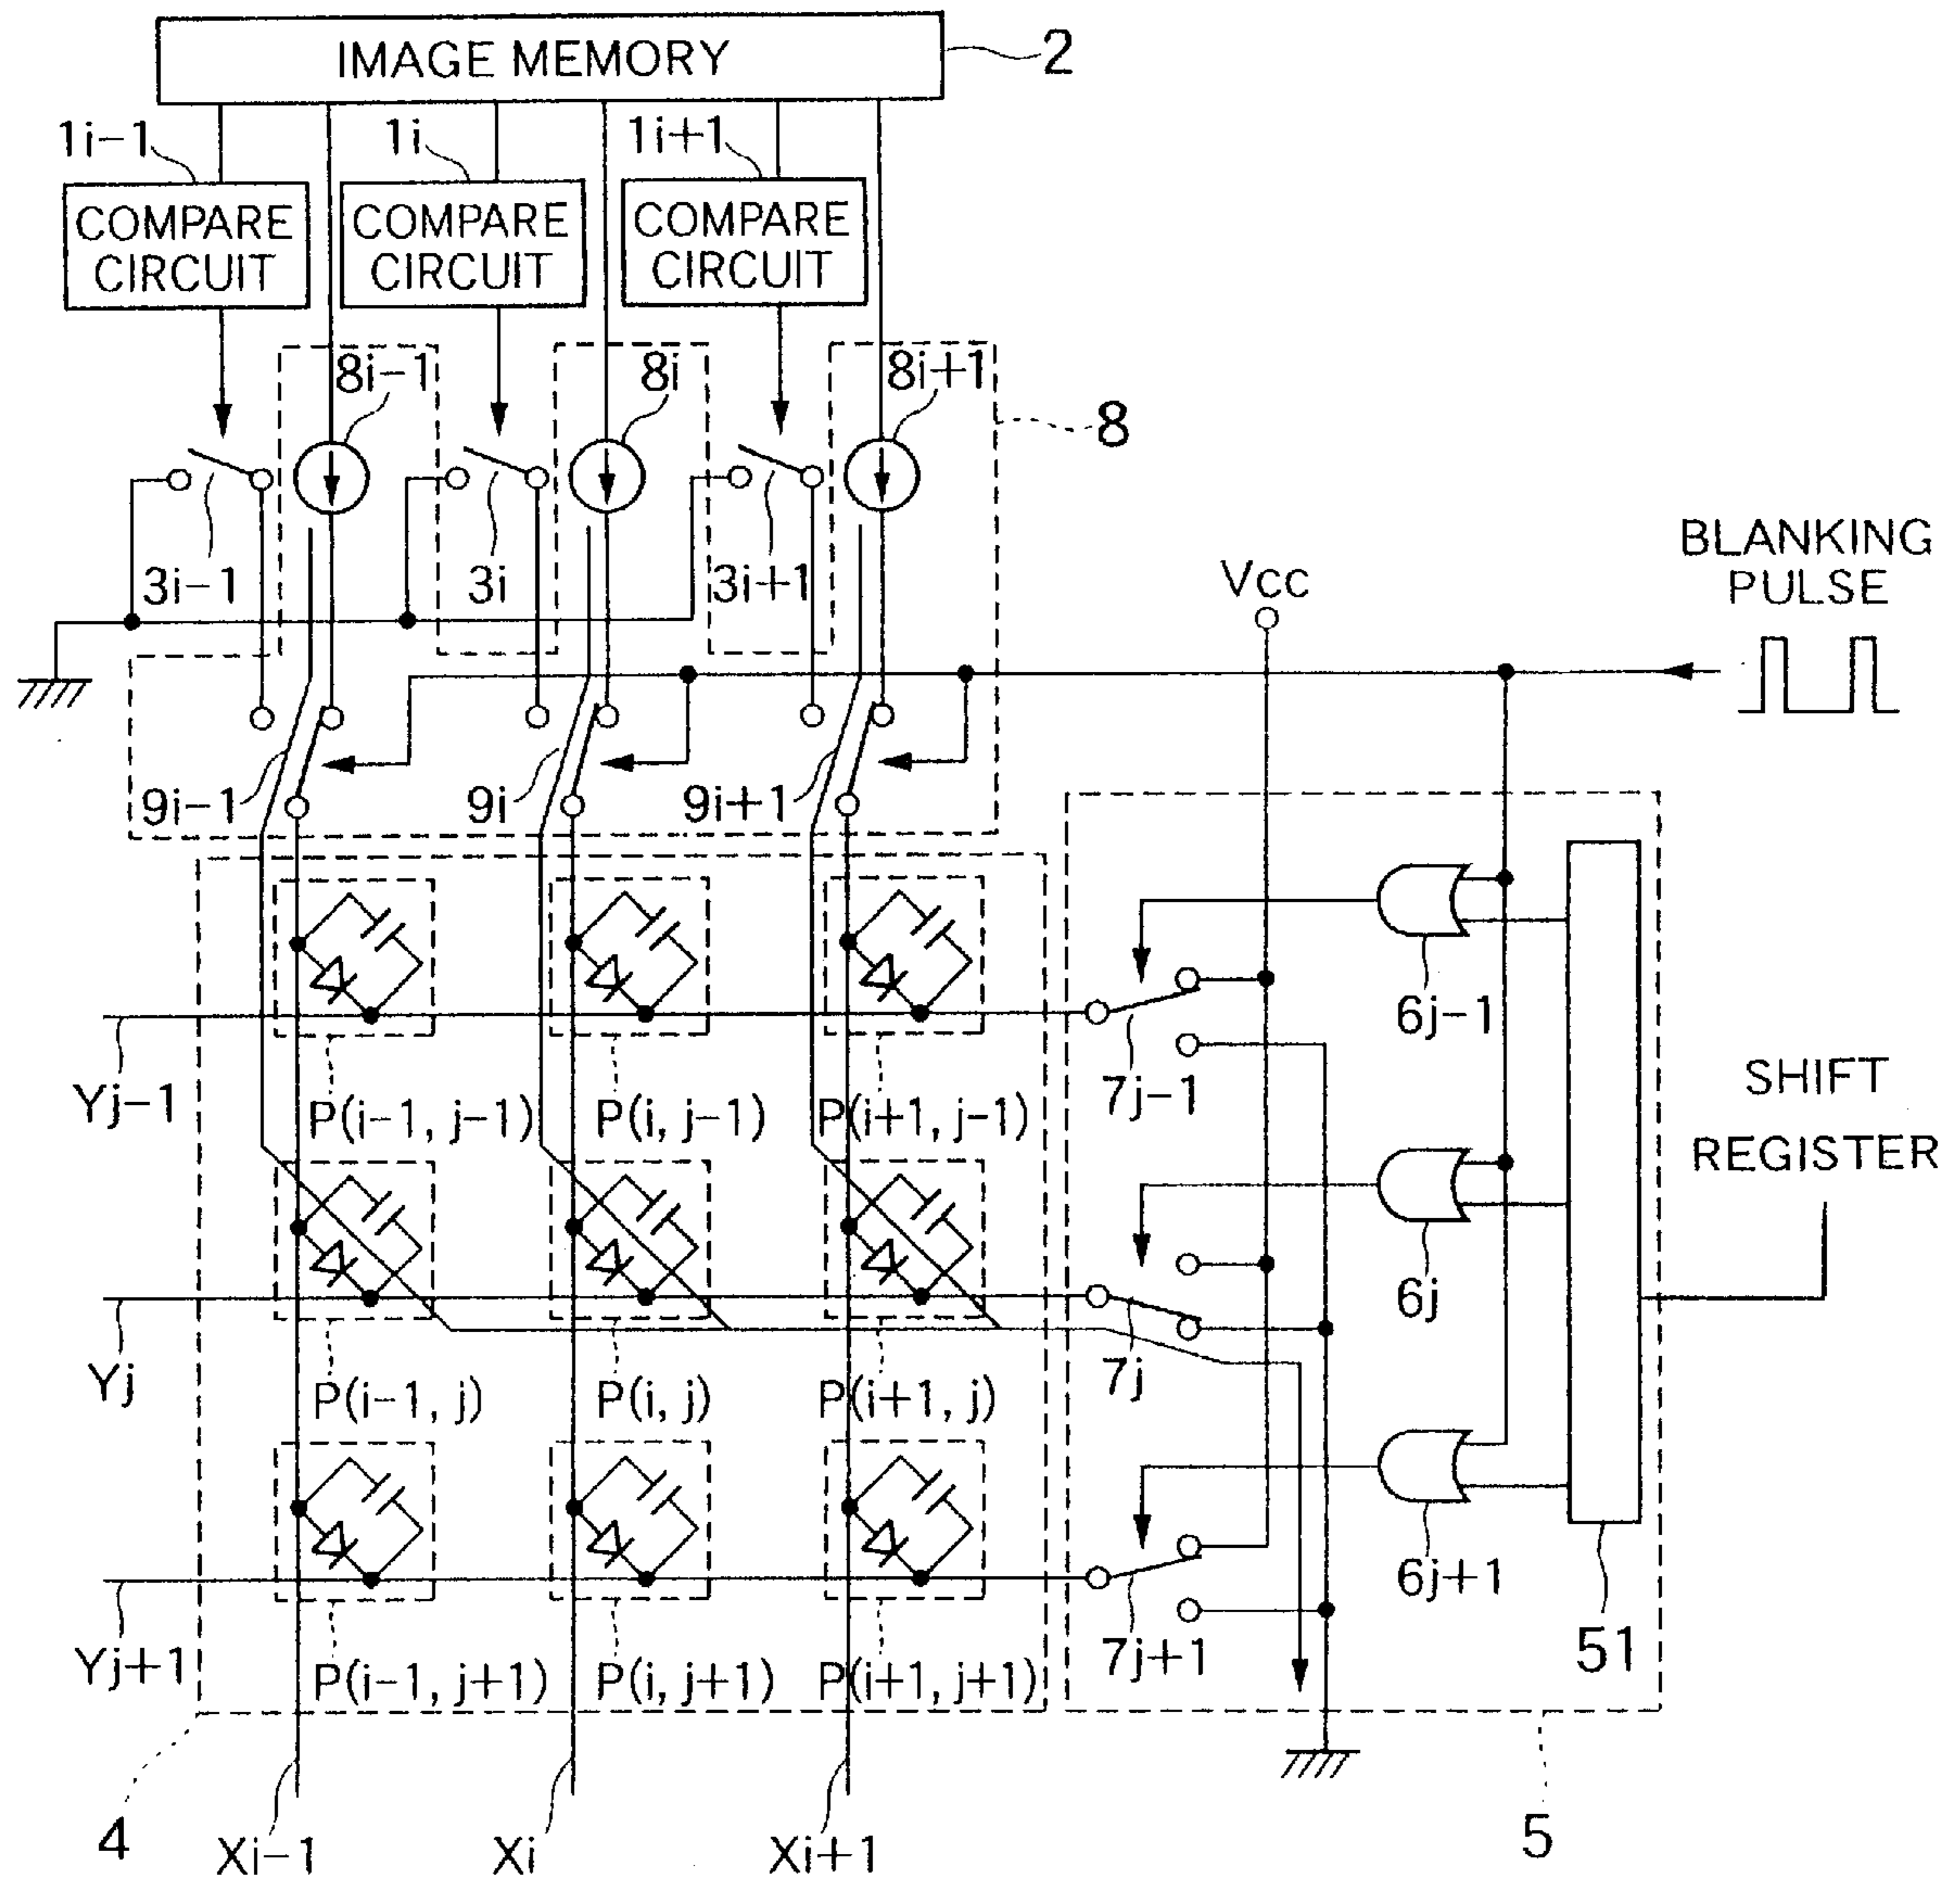 IMAGE MEMORY
2
1i-1
1i
1i+1
COMPARE
CIRCUIT
COMPARE
CIRCUIT
COMPARE
CIRCUIT
8i-1
8i
8i+1
8
3i-1
3i
3i+1
Vcc
BLANKING
PULSE
9i-1
9i
9i+1
6j-1
Yj-1
P(i-1, j-1)
P(i, j-1)
P(i+1, j-1)
7j-1
SHIFT
REGISTER
6j
Yj
P(i-1, j)
P(i, j)
P(i+1, j)
7j
6j+1
Yj+1
P(i-1, j+1)
P(i, j+1)
P(i+1, j+1)
7j+1
51
4
Xi-1
Xi
Xi+1
5